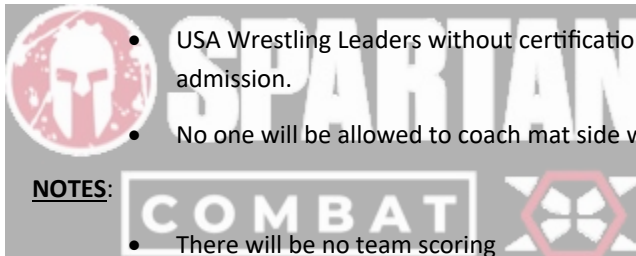 SPARTAN
• USA Wrestling Leaders without certificatio
admission.
• No one will be allowed to coach mat side w
NOTES:
COMBAT
• There will be no team scoring